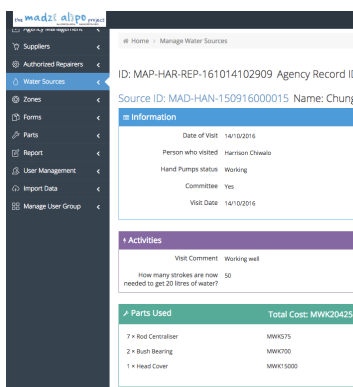 the madzi alipo project
Agency Management
Suppliers
Authorized Repairers
Water Sources
Zones
Forms
Parts
Report
User Management
Import Data
Manage User Group
Home > Manage Water Sources
ID: MAP-HAR-REP-161014102909 Agency Record ID
Source ID: MAD-HAN-150916000015 Name: Chung
Information
Date of Visit 14/10/2016
Person who visited Harrison Chiwalo
Hand Pumps status Working
Committee Yes
Visit Date 14/10/2016
Activities
Visit Comment Working well
How many strokes are now 50
needed to get 20 litres of water?
Parts Used Total Cost: MWK20425
7 × Rod Centraliser MWK575
2 × Bush Bearing MWK700
1 × Head Cover MWK15000